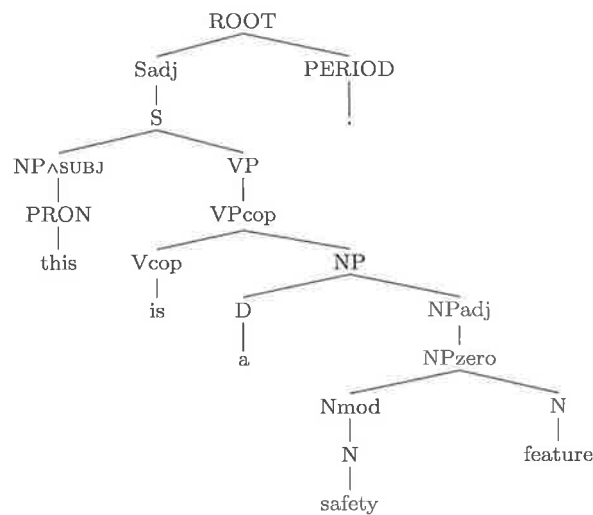 ROOT
Sadj PERIOD
S .
NP∧SUBJ VP
PRON VPcop
this Vcop NP
is D NPadj
a NPzero
Nmod N
N feature
safety